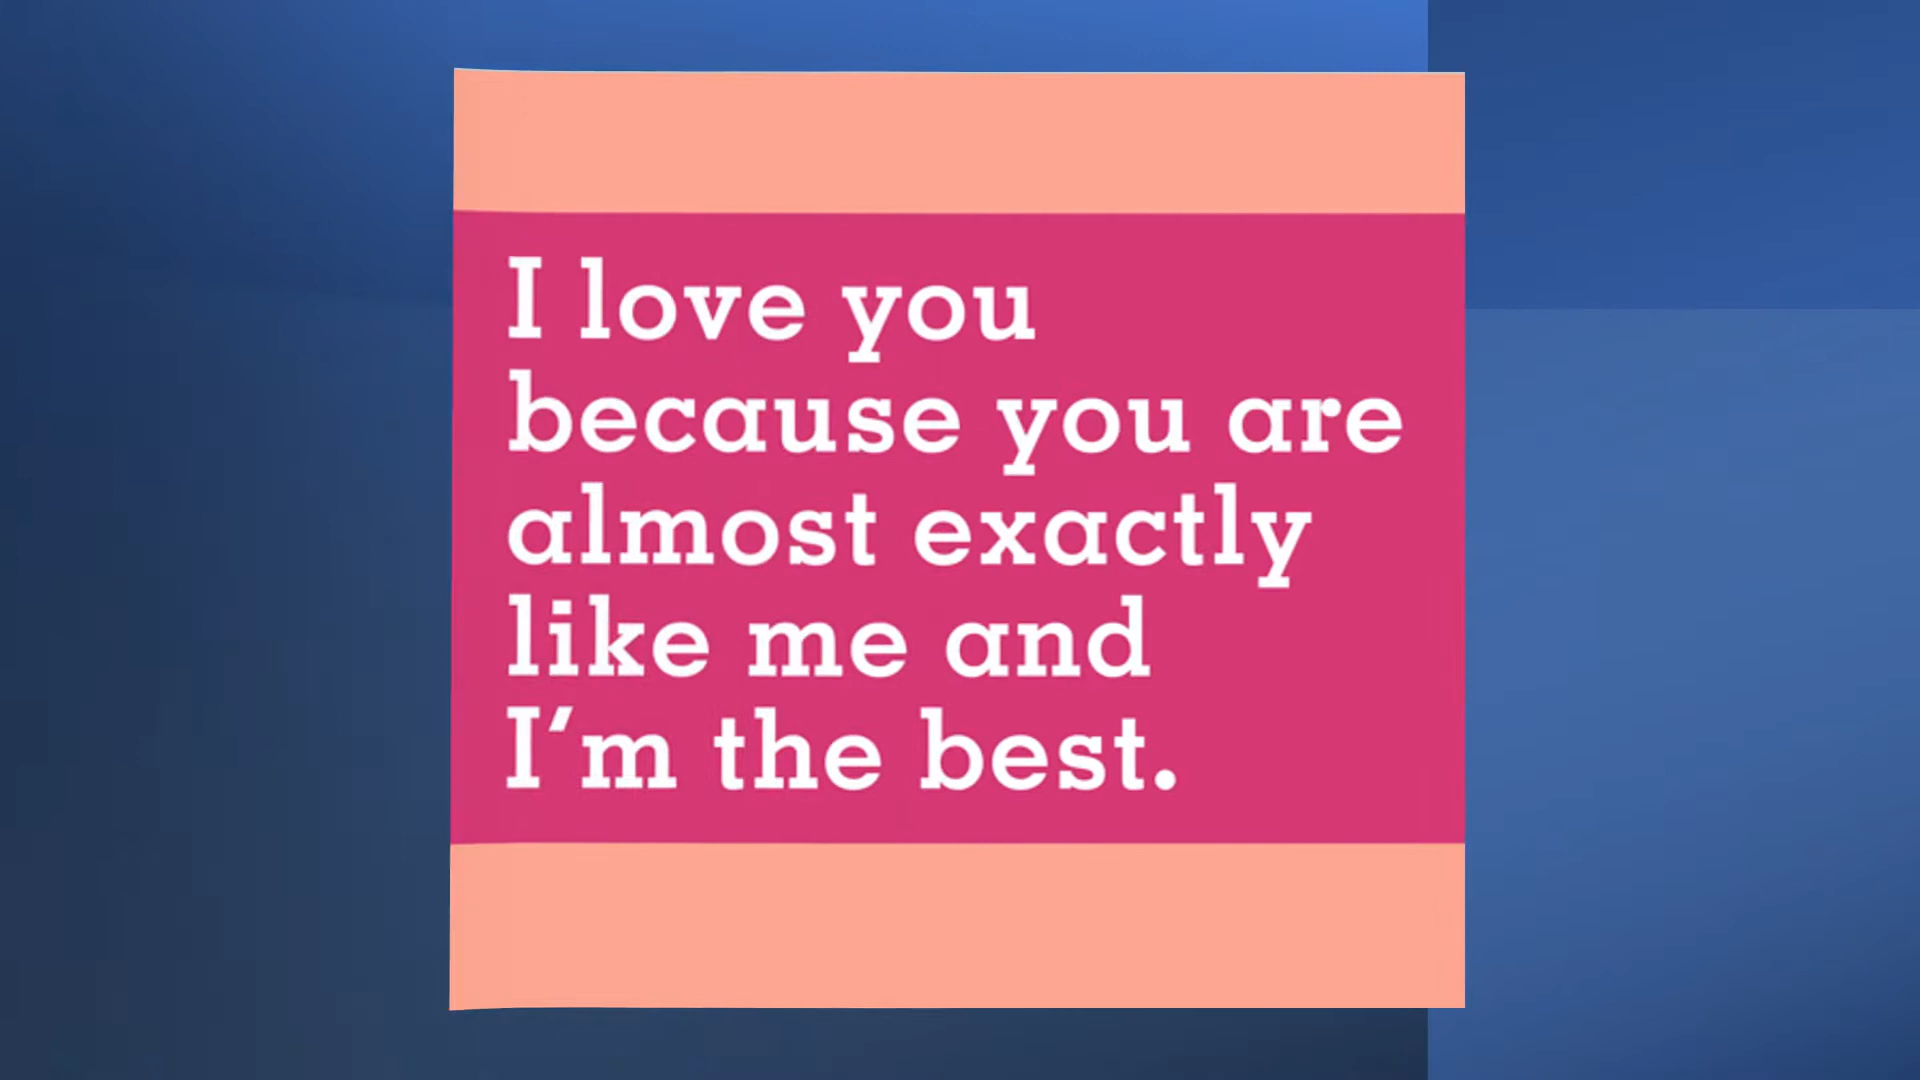 I love you
because you are
almost exactly
like me and
I'm the best.